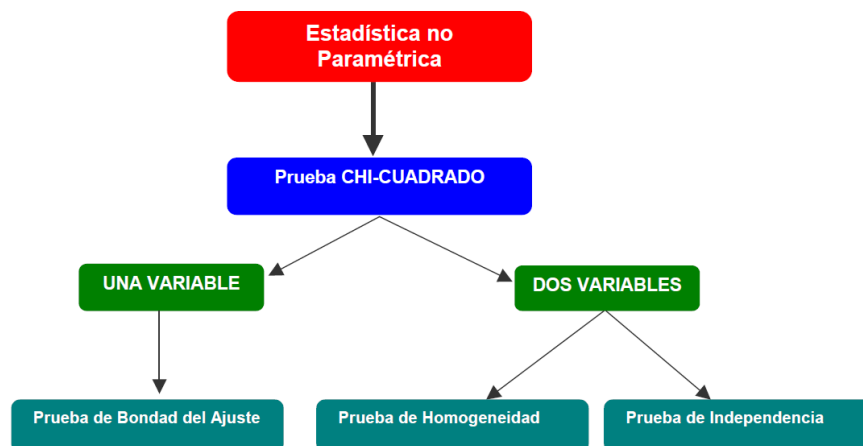 Estadística no
Paramétrica
Prueba CHI-CUADRADO
UNA VARIABLE
DOS VARIABLES
Prueba de Bondad del Ajuste
Prueba de Homogeneidad
Prueba de Independencia